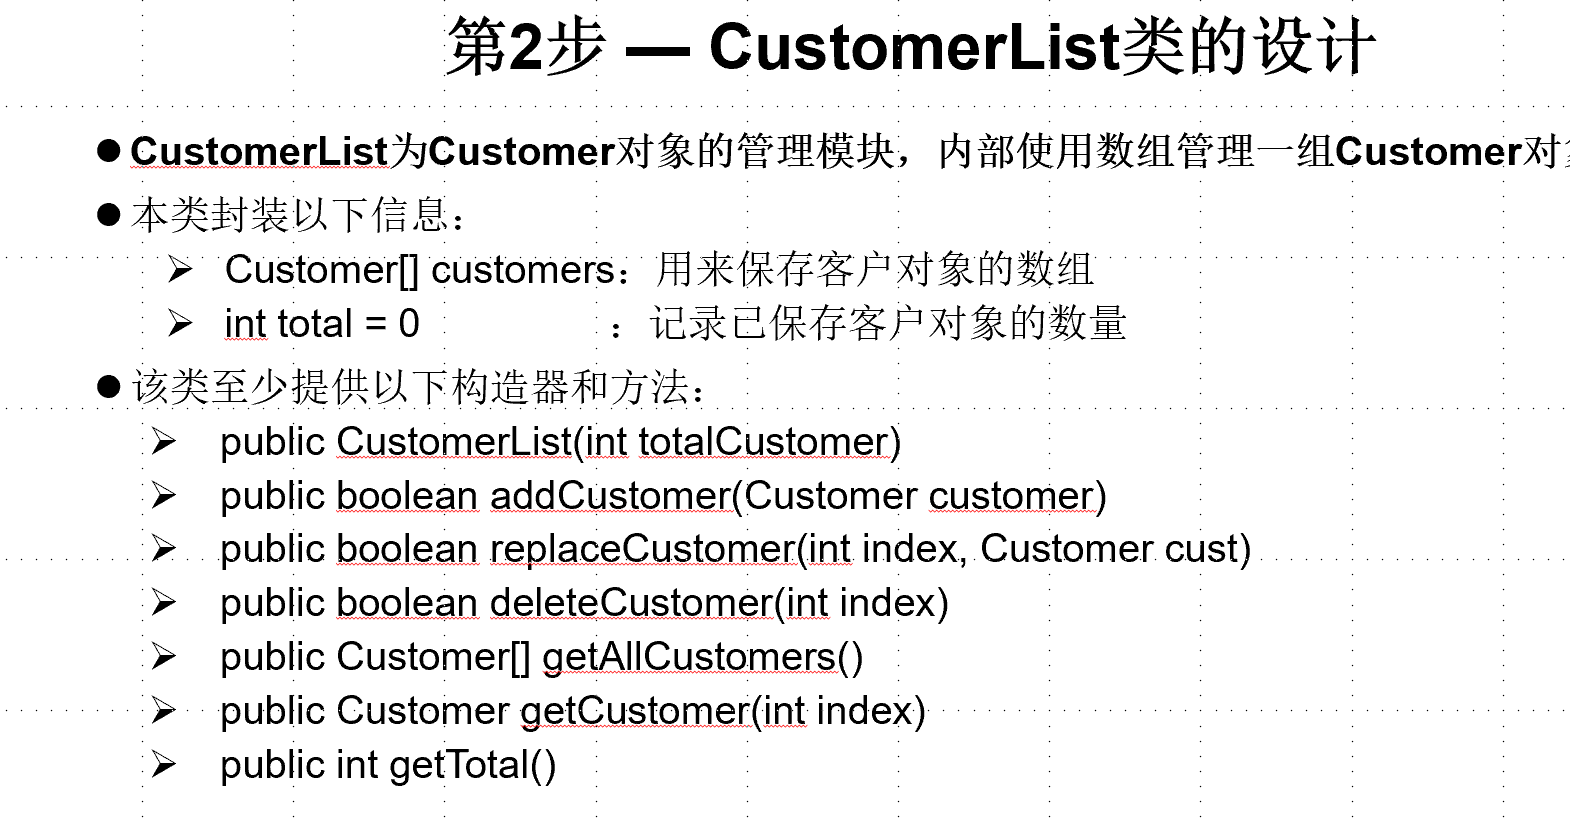 第2步 — CustomerList类的设计
CustomerList为Customer对象的管理模块，内部使用数组管理一组Customer对
本类封装以下信息：
Customer[] customers：用来保存客户对象的数组
int total = 0 ：记录已保存客户对象的数量
该类至少提供以下构造器和方法：
public CustomerList(int totalCustomer)
public boolean addCustomer(Customer customer)
public boolean replaceCustomer(int index, Customer cust)
public boolean deleteCustomer(int index)
public Customer[] getAllCustomers()
public Customer getCustomer(int index)
public int getTotal()